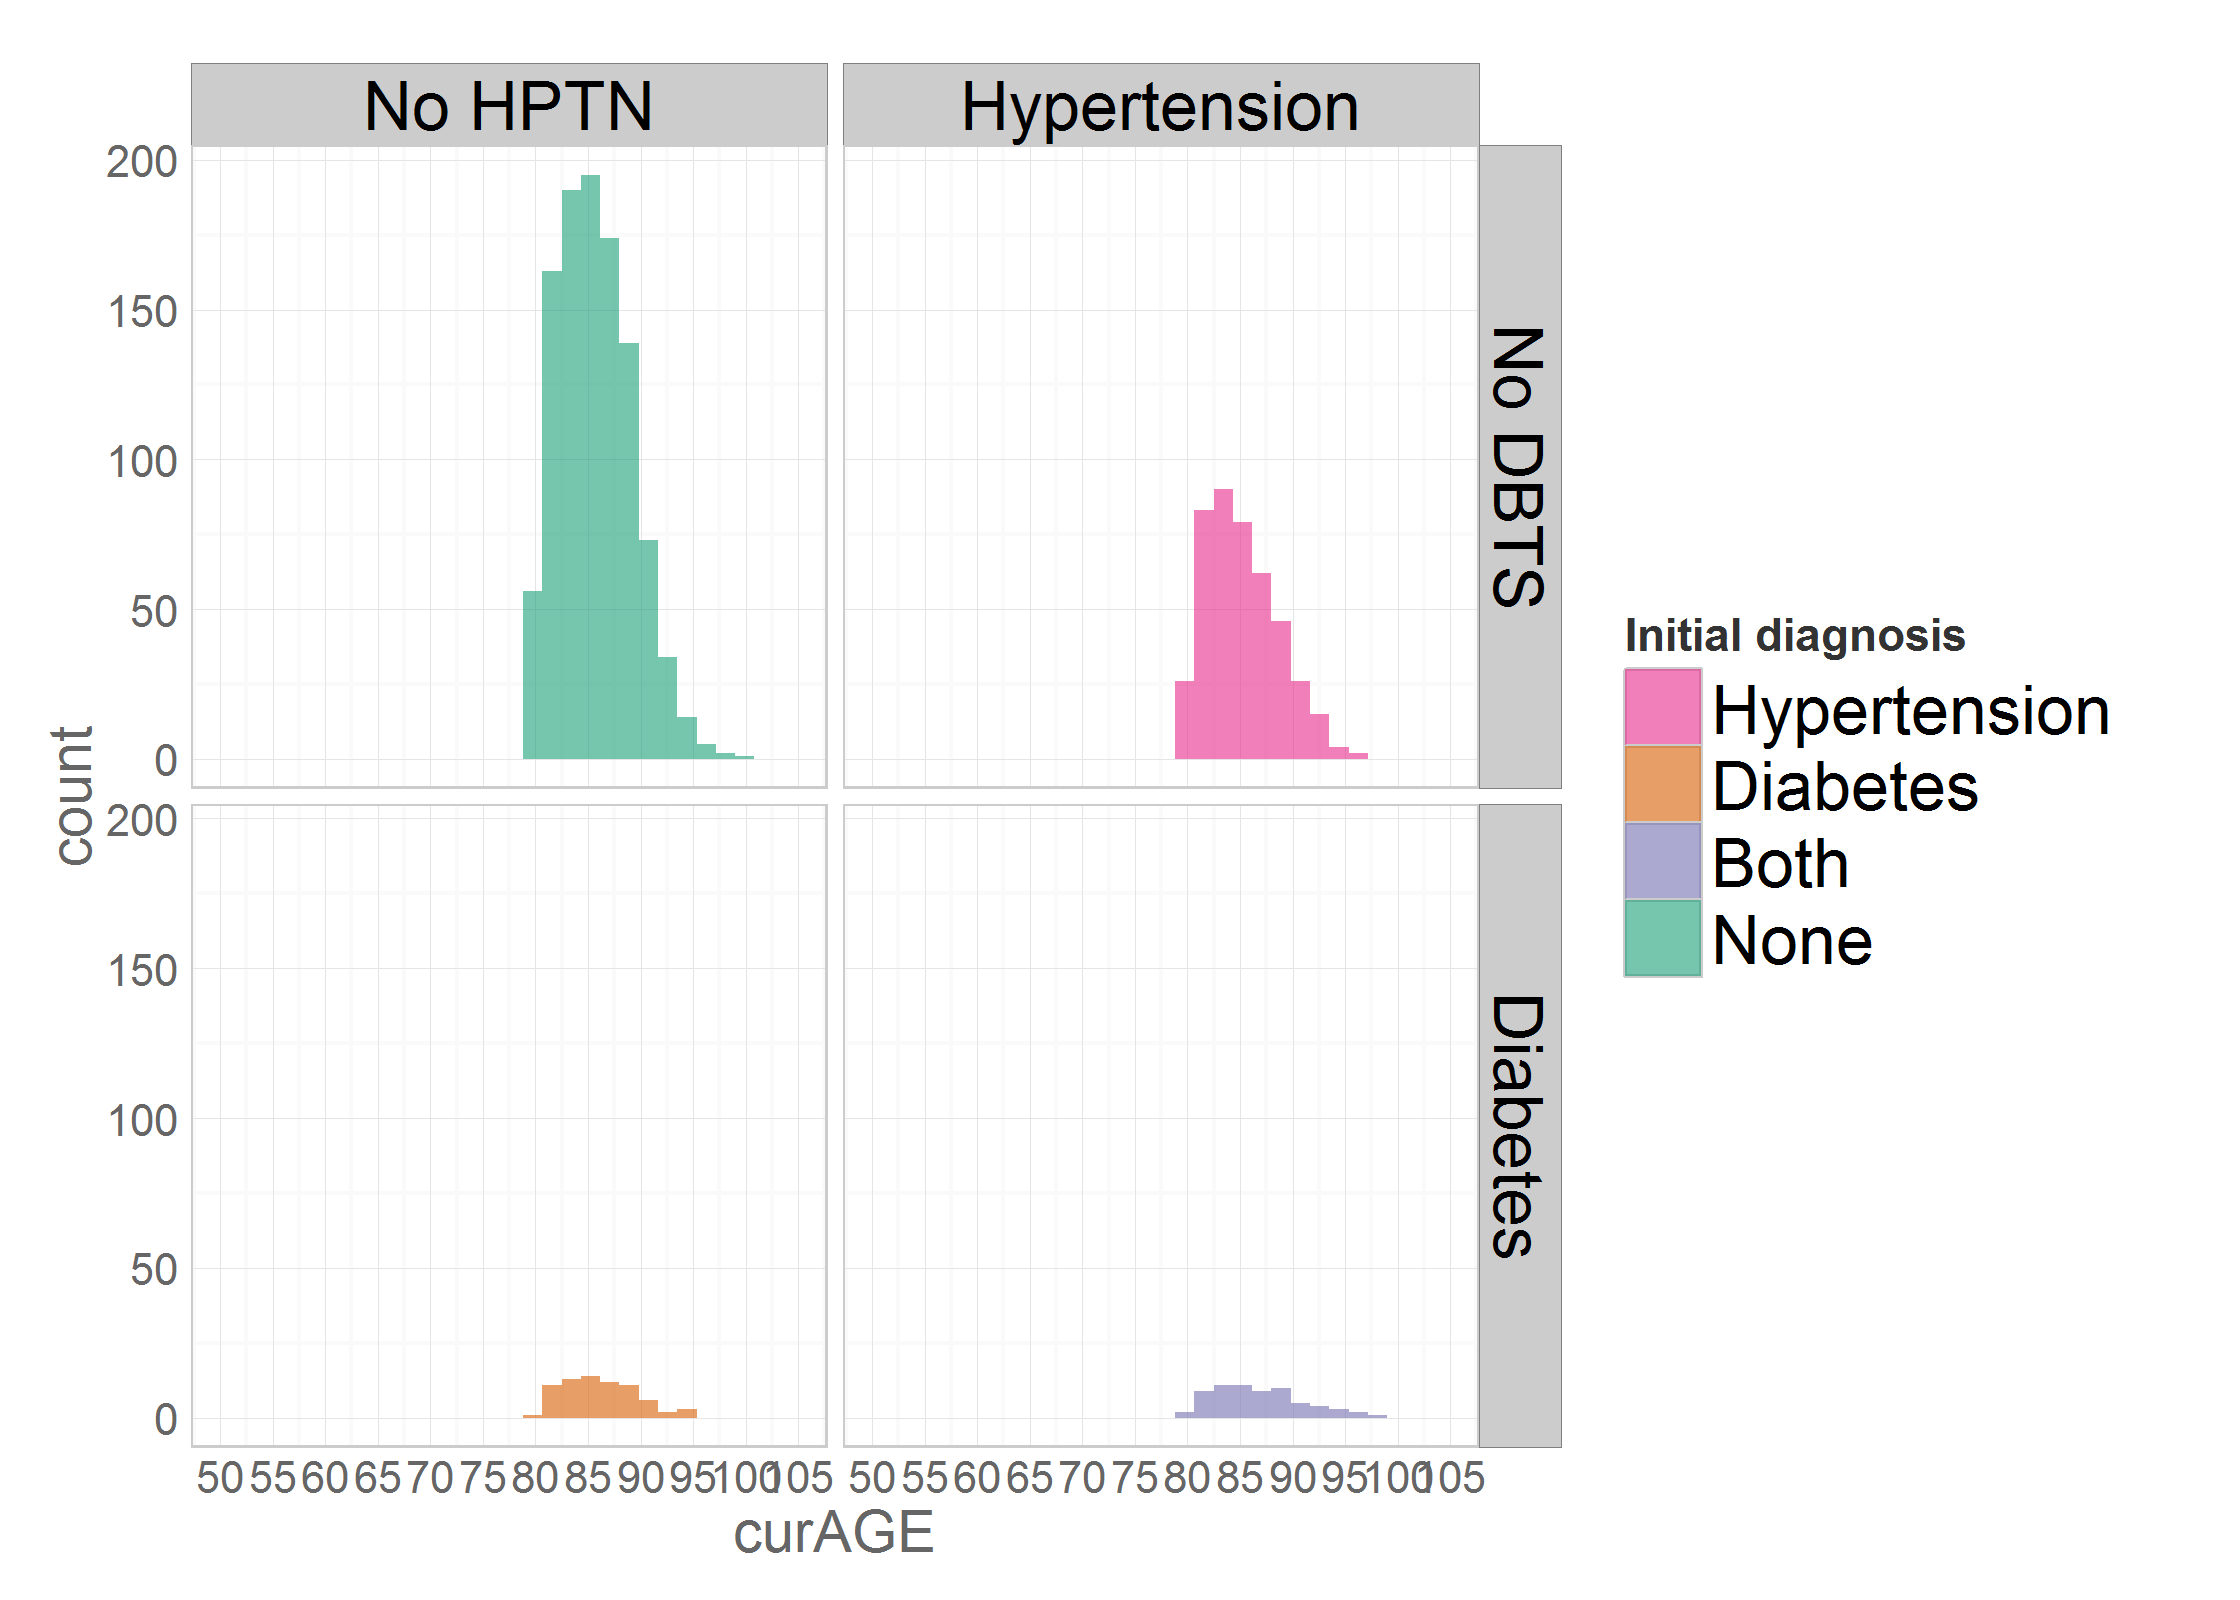 No HPTN
Hypertension
200
150
100
50
0
No DBTS
200
150
100
50
0
Diabetes
count
50 55 60 65 70 75 80 85 90 95 100 105
50 55 60 65 70 75 80 85 90 95 100 105
curAGE
Initial diagnosis
Hypertension
Diabetes
Both
None